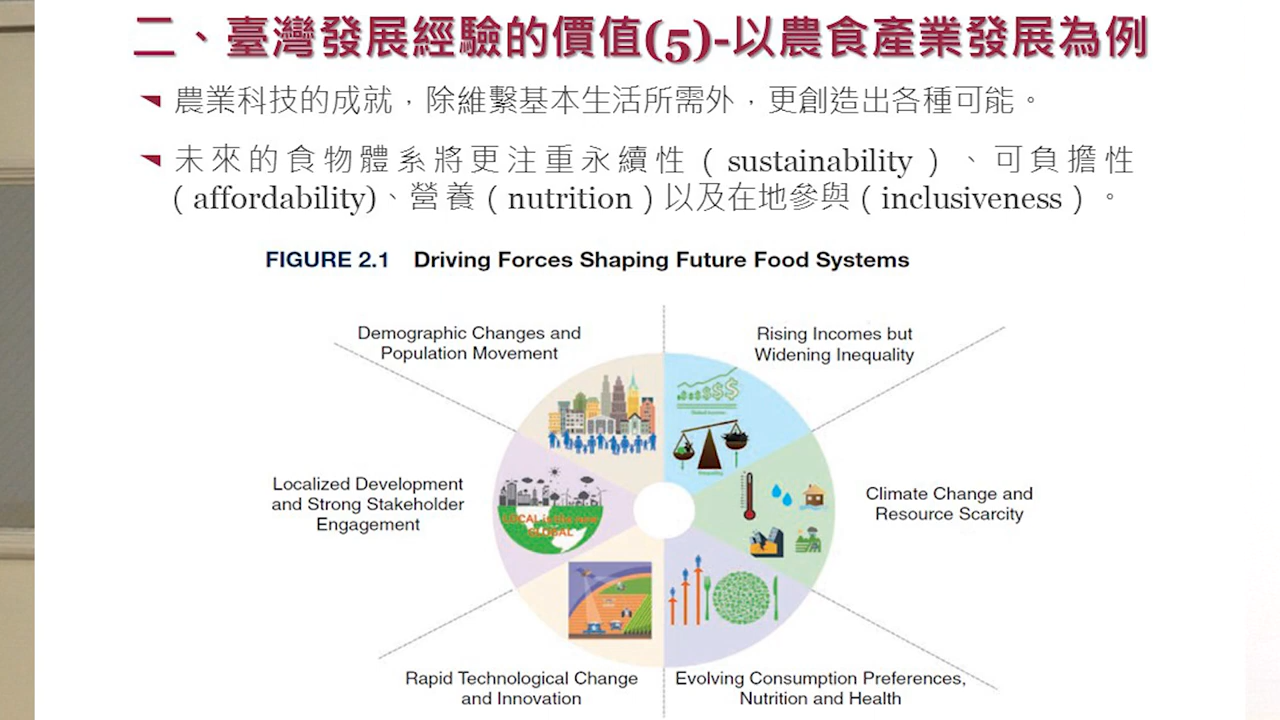 二、臺灣發展經驗的價值(5)-以農食產業發展為例
農業科技的成就，除維繫基本生活所需外，更創造出各種可能。
未來的食物體系將更注重永續性（sustainability）、可負擔性
（affordability)、營養（nutrition）以及在地參與（inclusiveness）。
FIGURE 2.1 Driving Forces Shaping Future Food Systems
Demographic Changes and
Population Movement
Rising Incomes but
Widening Inequality
Localized Development
and Strong Stakeholder
Engagement
LOCAL is the new
GLOBAL
Climate Change and
Resource Scarcity
Rapid Technological Change
and Innovation
Evolving Consumption Preferences,
Nutrition and Health